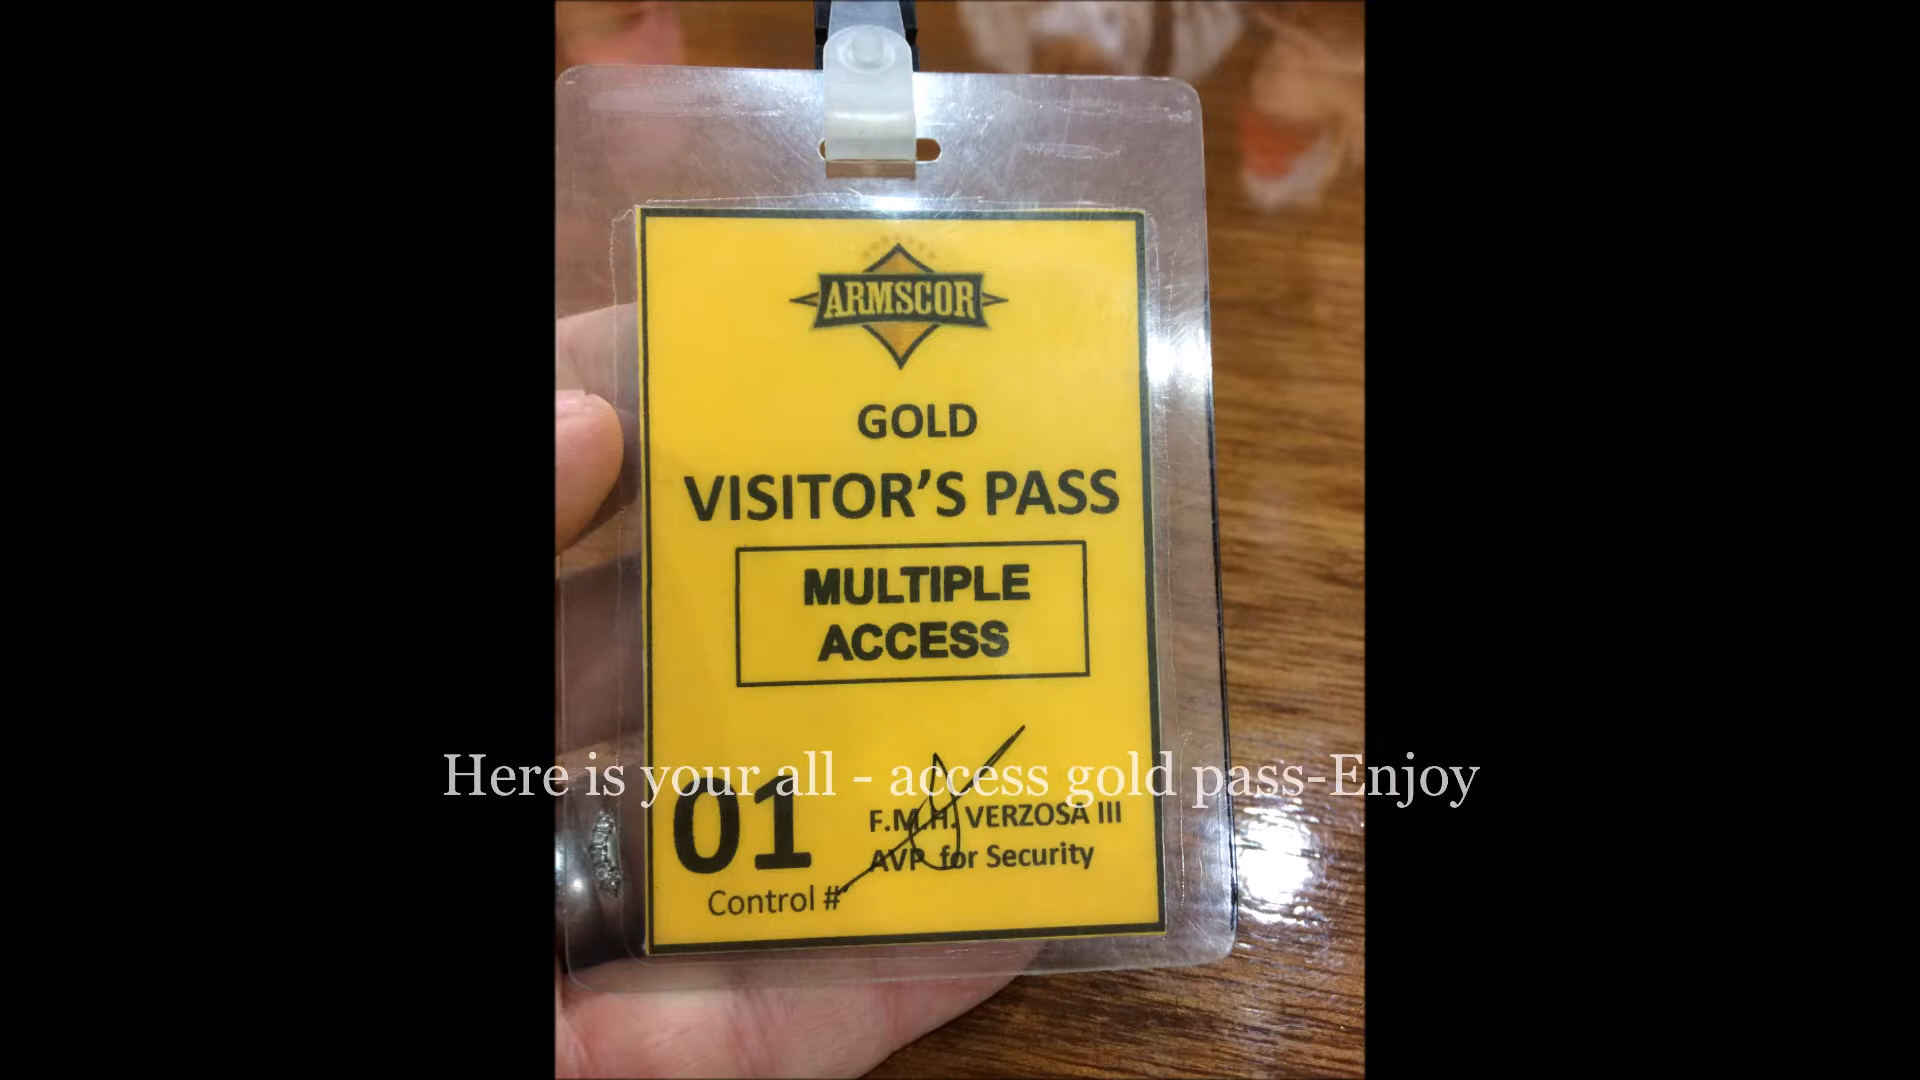 ARMSCOR
GOLD
VISITOR'S PASS
MULTIPLE
ACCESS
Here is your all - access gold pass-Enjoy
01
F.M.H. VERZOSA III
AVP for Security
Control #